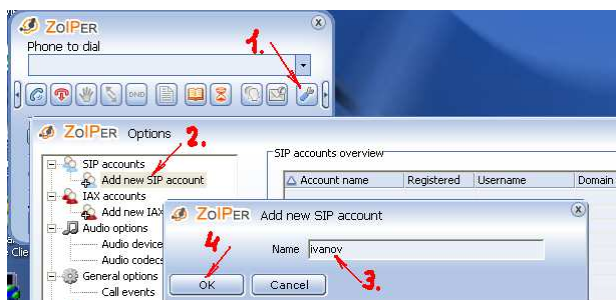 ZOIPER
Phone to dial
1.
DND
ZOIPER Options
2.
SIP accounts
Add new SIP account
IAX accounts
Add new IAX
Audio options
Audio device
Audio codecs
General options
Call events
SIP accounts overview
Account name Registered Username Domain
ZOIPER Add new SIP account
Name ivanov
3.
4
OK Cancel